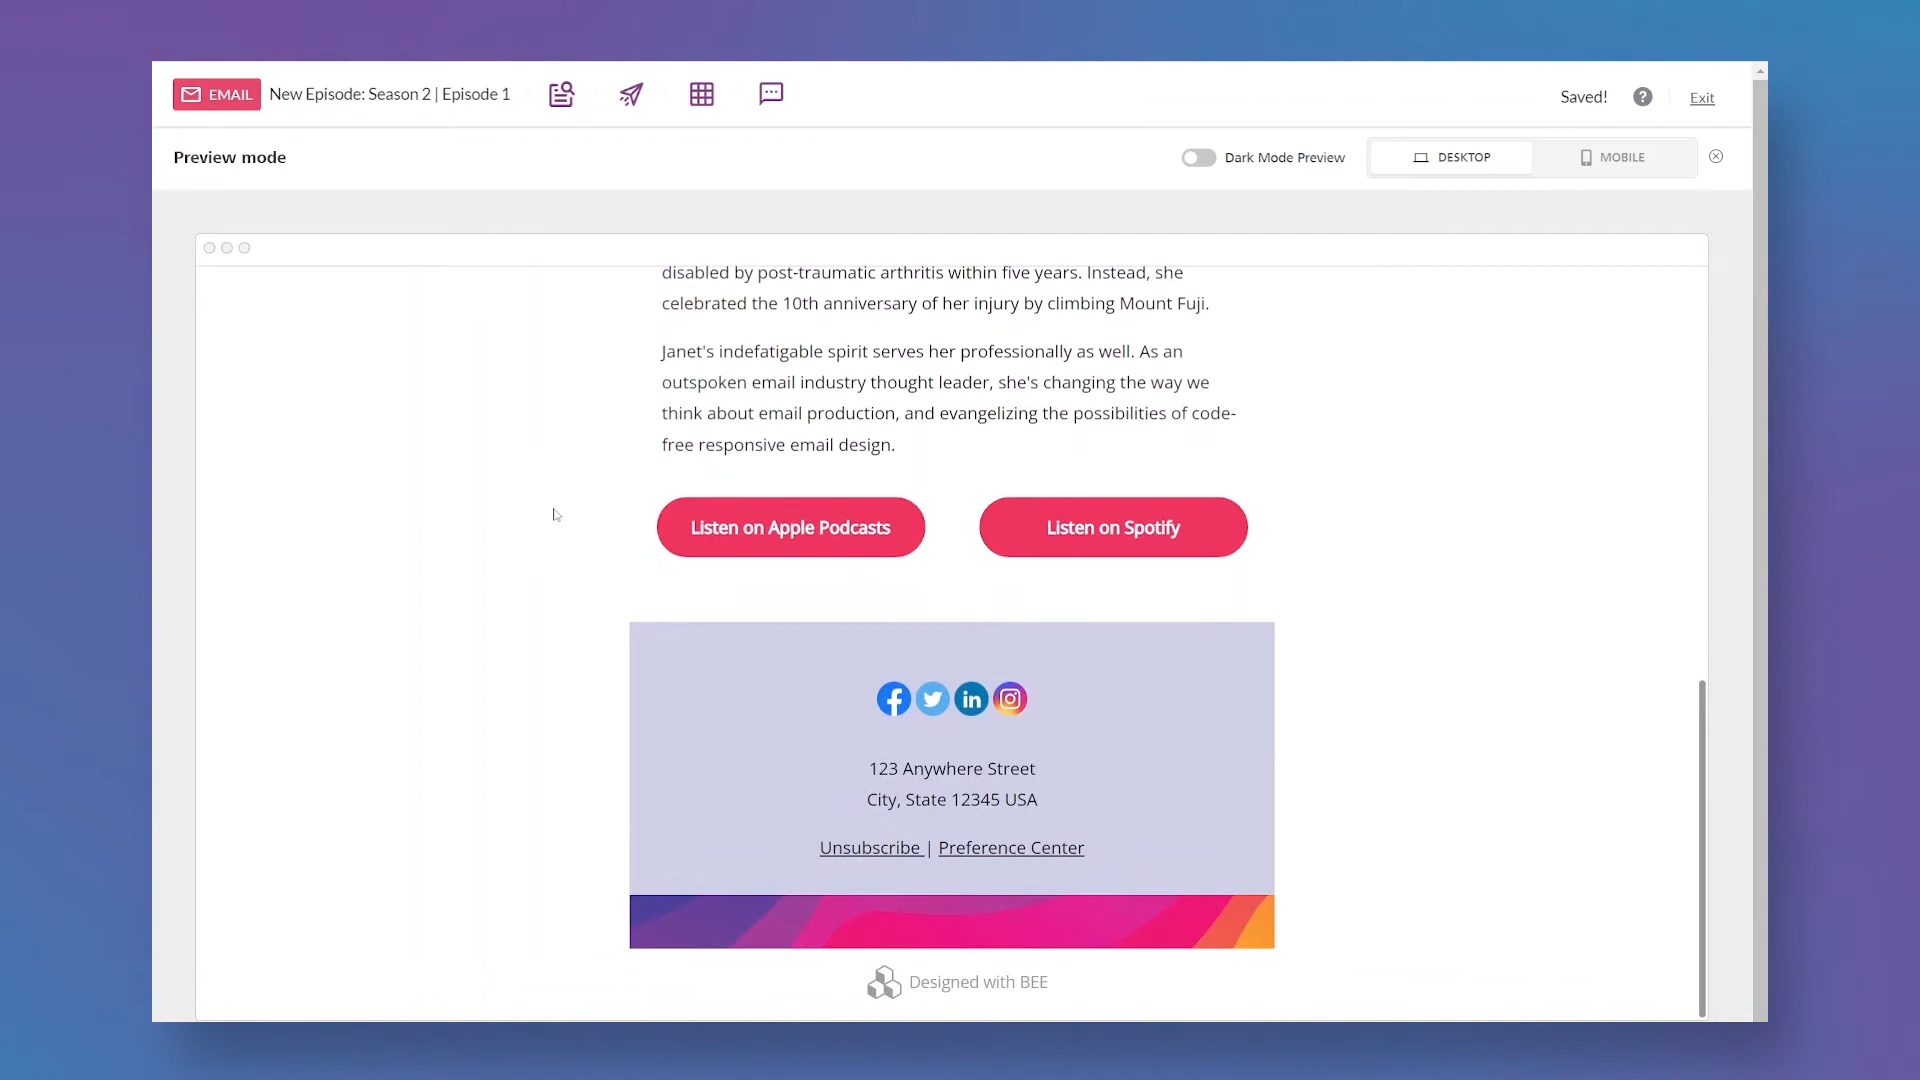 EMAIL New Episode: Season 2 | Episode 1
Saved! ? Exit
Preview mode
Dark Mode Preview DESKTOP MOBILE
disabled by post-traumatic arthritis within five years. Instead, she
celebrated the 10th anniversary of her injury by climbing Mount Fuji.
Janet's indefatigable spirit serves her professionally as well. As an
outspoken email industry thought leader, she's changing the way we
think about email production, and evangelizing the possibilities of code-
free responsive email design.
Listen on Apple Podcasts Listen on Spotify
123 Anywhere Street
City, State 12345 USA
Unsubscribe | Preference Center
Designed with BEE